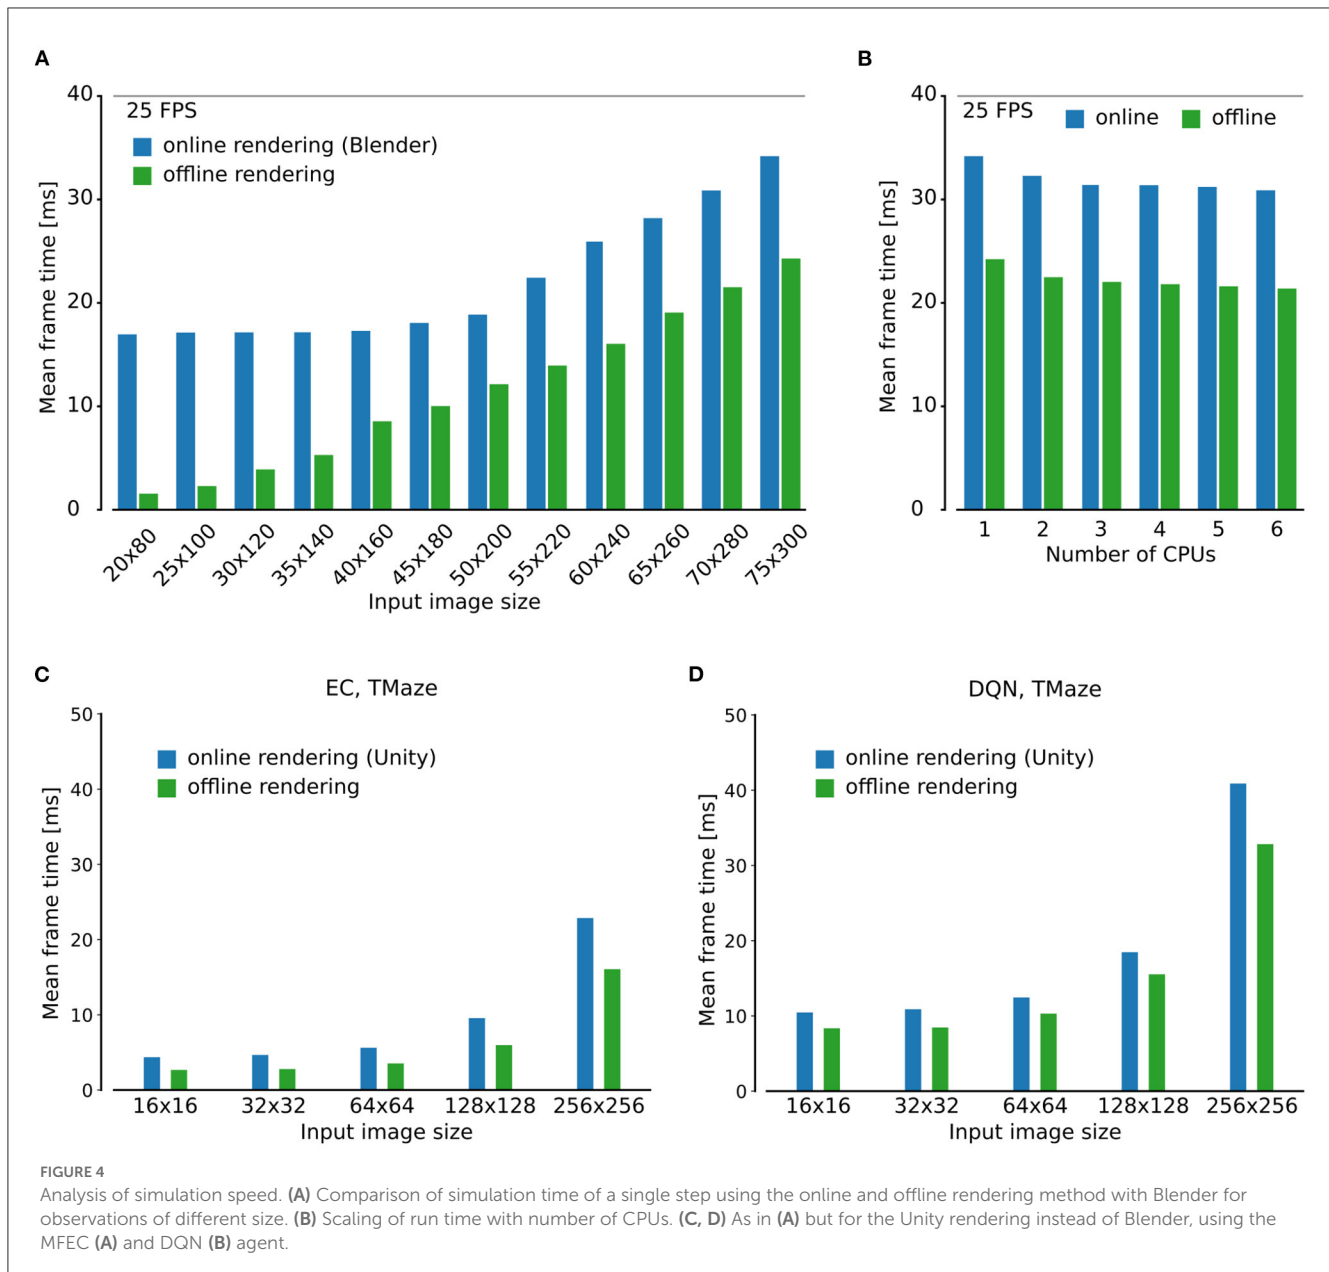 A
40
25 FPS
online rendering (Blender)
offline rendering
30
20
10
0
Mean frame time [ms]
20x80
25x100
30x120
35x140
40x160
45x180
50x200
55x220
60x240
65x260
70x280
75x300
Input image size
B
40
25 FPS
online
offline
30
20
10
0
Mean frame time [ms]
1 2 3 4 5 6
Number of CPUs
C
EC, TMaze
50
online rendering (Unity)
offline rendering
40
30
20
10
0
Mean frame time [ms]
16x16 32x32 64x64 128x128 256x256
Input image size
D
DQN, TMaze
50
online rendering (Unity)
offline rendering
40
30
20
10
0
Mean frame time [ms]
16x16 32x32 64x64 128x128 256x256
Input image size
FIGURE 4
Analysis of simulation speed. (A) Comparison of simulation time of a single step using the online and offline rendering method with Blender for
observations of different size. (B) Scaling of run time with number of CPUs. (C, D) As in (A) but for the Unity rendering instead of Blender, using the
MFEC (A) and DQN (B) agent.